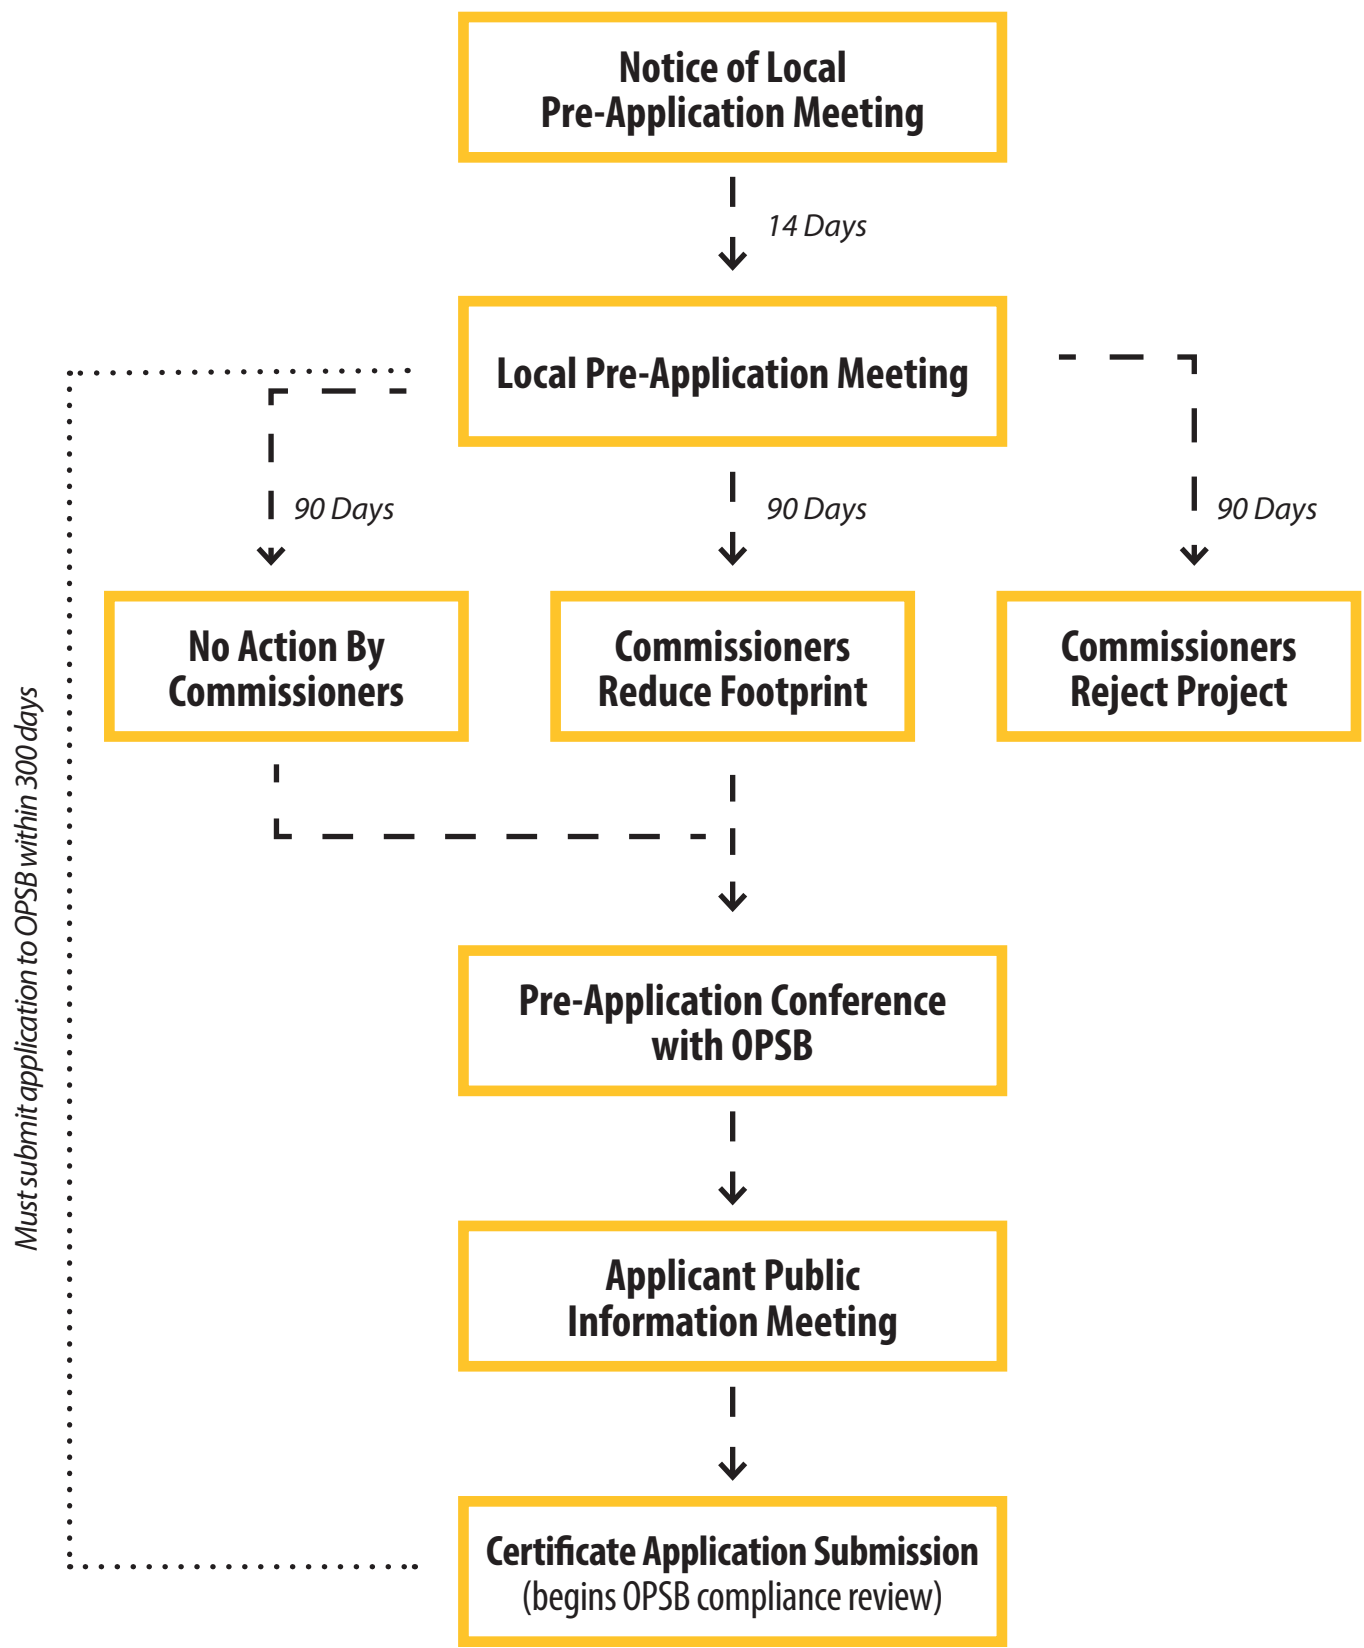 Notice of Local
Pre-Application Meeting
14 Days
Local Pre-Application Meeting
90 Days
90 Days
90 Days
No Action By
Commissioners
Commissioners
Reduce Footprint
Commissioners
Reject Project
Must submit application to OPSB within 300 days
Pre-Application Conference
with OPSB
Applicant Public
Information Meeting
Certificate Application Submission
(begins OPSB compliance review)